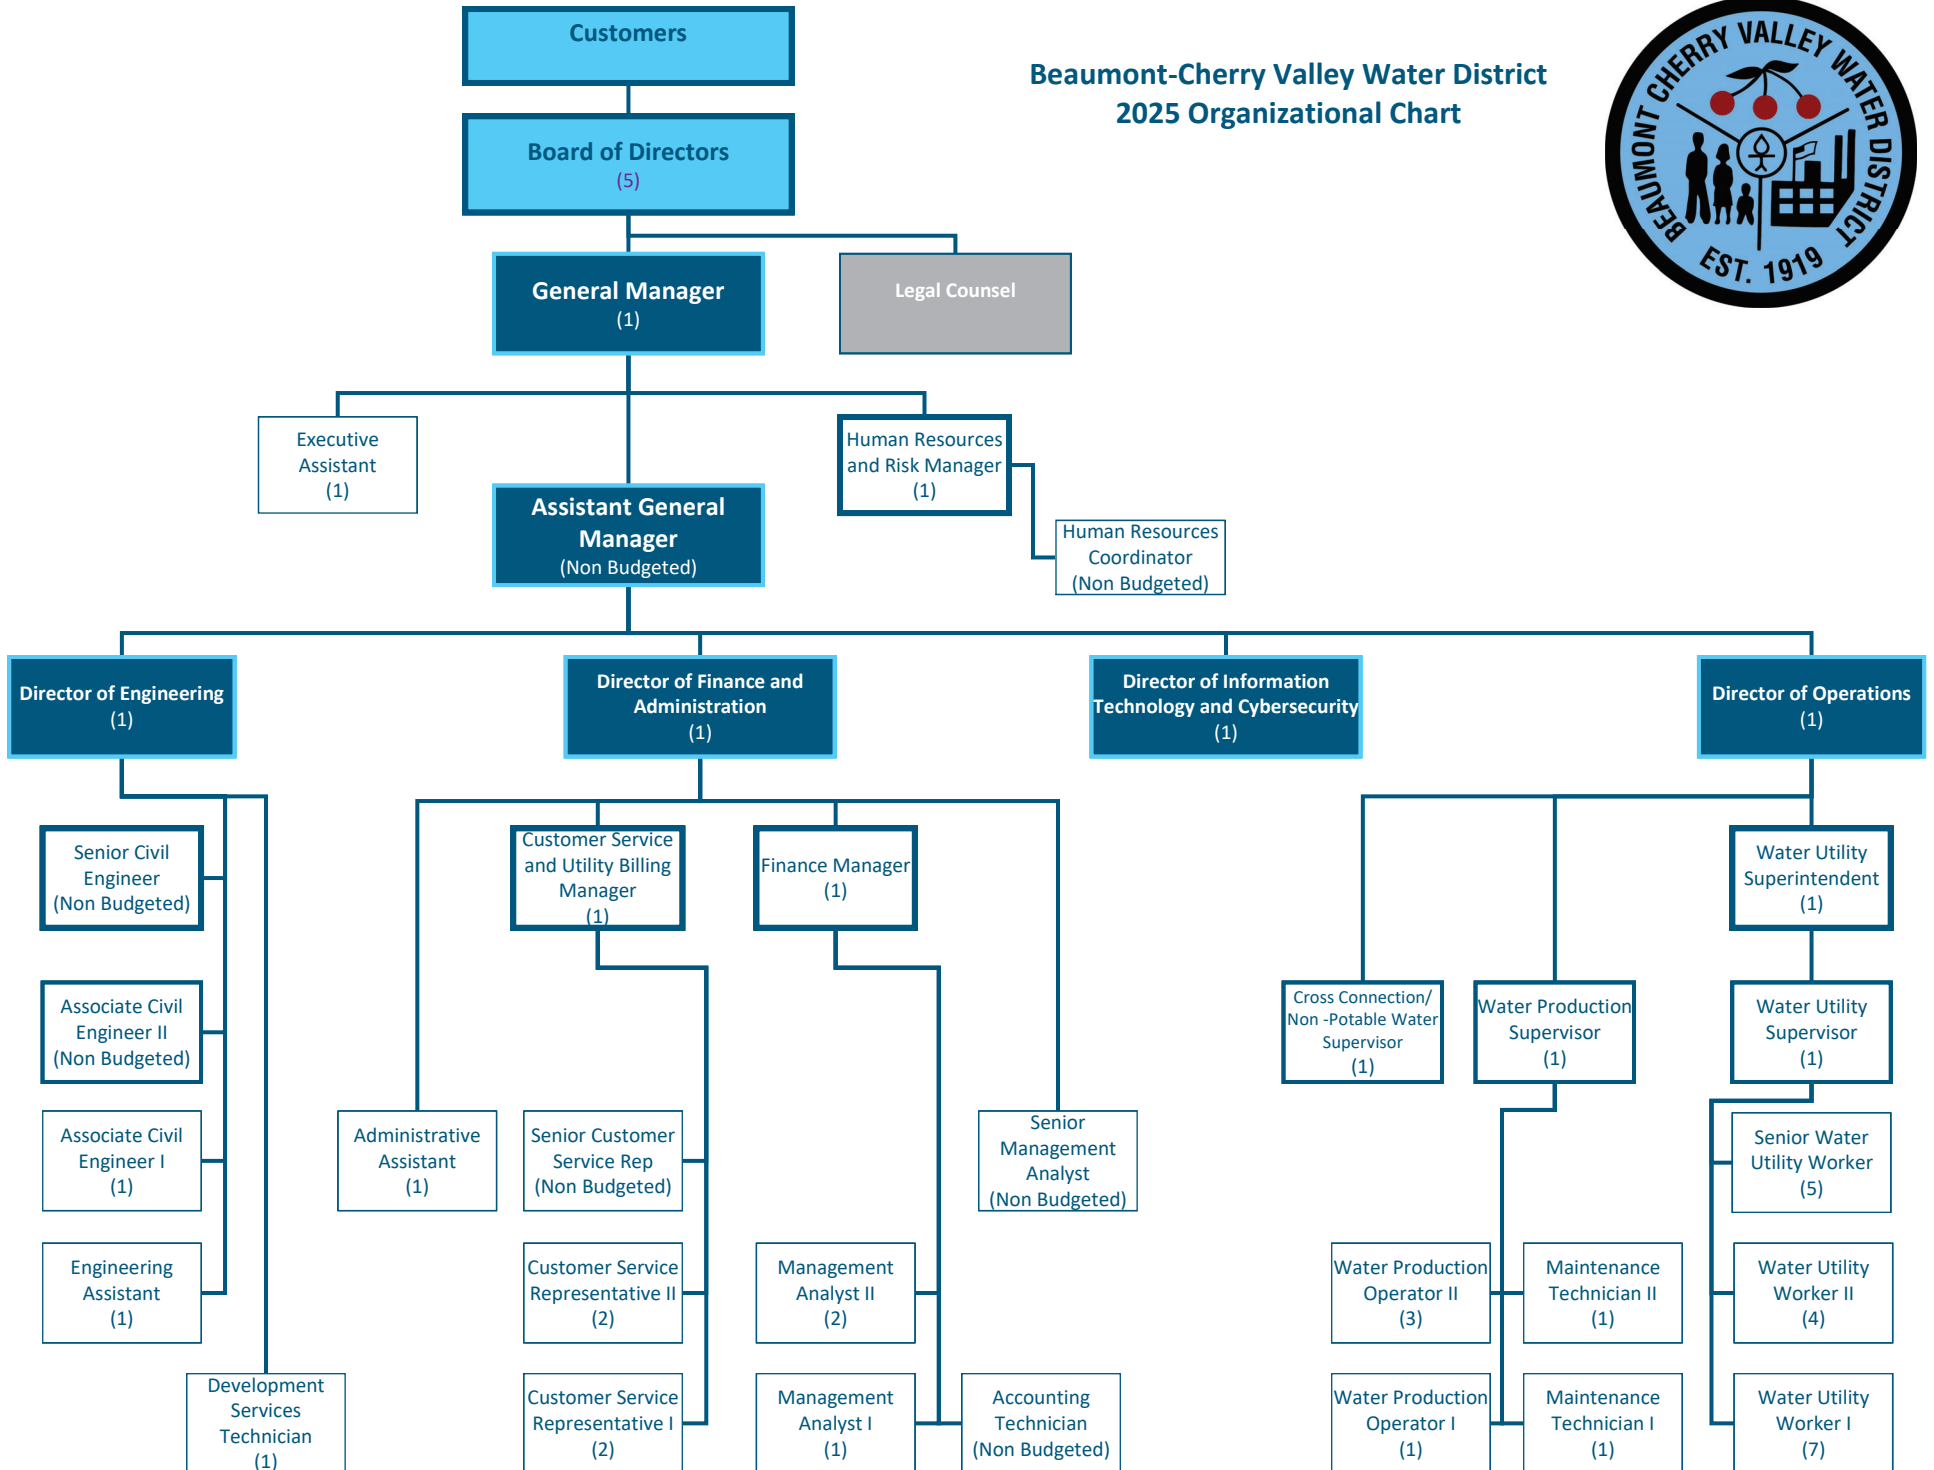 Customers
Beaumont-Cherry Valley Water District
2025 Organizational Chart
BEAUMONT CHERRY VALLEY WATER DISTRICT
EST. 1919
Board of Directors
(5)
General Manager
(1)
Legal Counsel
Executive
Assistant
(1)
Human Resources
and Risk Manager
(1)
Assistant General
Manager
(Non Budgeted)
Human Resources
Coordinator
(Non Budgeted)
Director of Engineering
(1)
Director of Finance and
Administration
(1)
Director of Information
Technology and Cybersecurity
(1)
Director of Operations
(1)
Senior Civil
Engineer
(Non Budgeted)
Customer Service
and Utility Billing
Manager
(1)
Finance Manager
(1)
Water Utility
Superintendent
(1)
Associate Civil
Engineer II
(Non Budgeted)
Cross Connection/
Non -Potable Water
Supervisor
(1)
Water Production
Supervisor
(1)
Water Utility
Supervisor
(1)
Associate Civil
Engineer I
(1)
Administrative
Assistant
(1)
Senior Customer
Service Rep
(Non Budgeted)
Senior
Management
Analyst
(Non Budgeted)
Senior Water
Utility Worker
(5)
Engineering
Assistant
(1)
Customer Service
Representative II
(2)
Management
Analyst II
(2)
Water Production
Operator II
(3)
Maintenance
Technician II
(1)
Water Utility
Worker II
(4)
Development
Services
Technician
(1)
Customer Service
Representative I
(2)
Management
Analyst I
(1)
Accounting
Technician
(Non Budgeted)
Water Production
Operator I
(1)
Maintenance
Technician I
(1)
Water Utility
Worker I
(7)